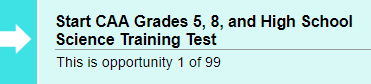 Start CAA Grades 5, 8, and High School
Science Training Test
This is opportunity 1 of 99